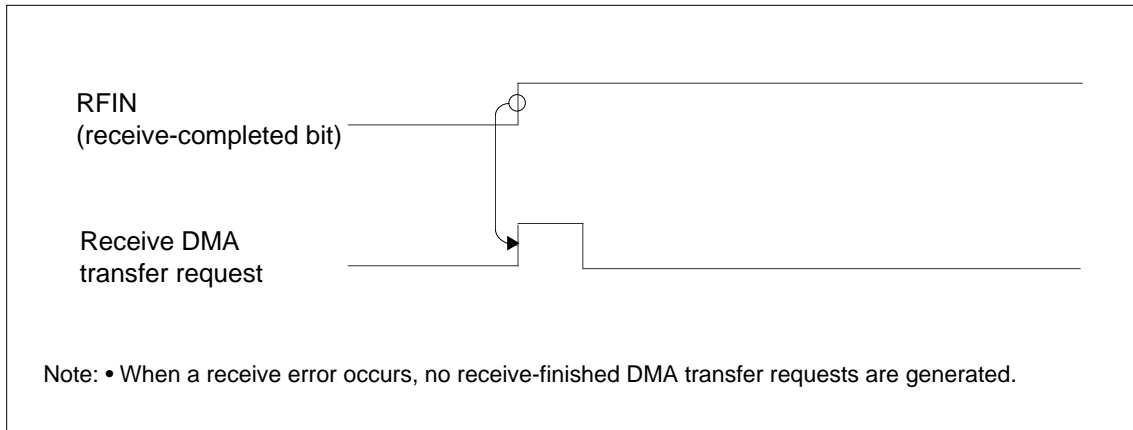 RFIN
(receive-completed bit)
Receive DMA
transfer request
Note: • When a receive error occurs, no receive-finished DMA transfer requests are generated.